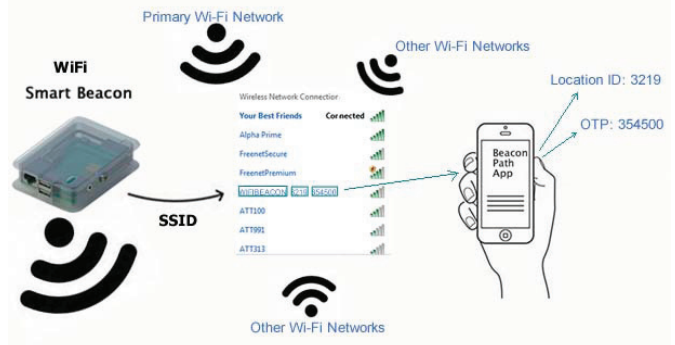 Primary Wi-Fi Network
Other Wi-Fi Networks
WiFi
Smart Beacon
Location ID: 3219
OTP: 354500
Wireless Network Connection
Your Best Friends Connected
Alpha Prime
FreenetSecure
FreenetPremium
WIFIBEACON 3219 354500
ATT100
ATT991
ATT313
SSID
Beacon
Path
App
Other Wi-Fi Networks